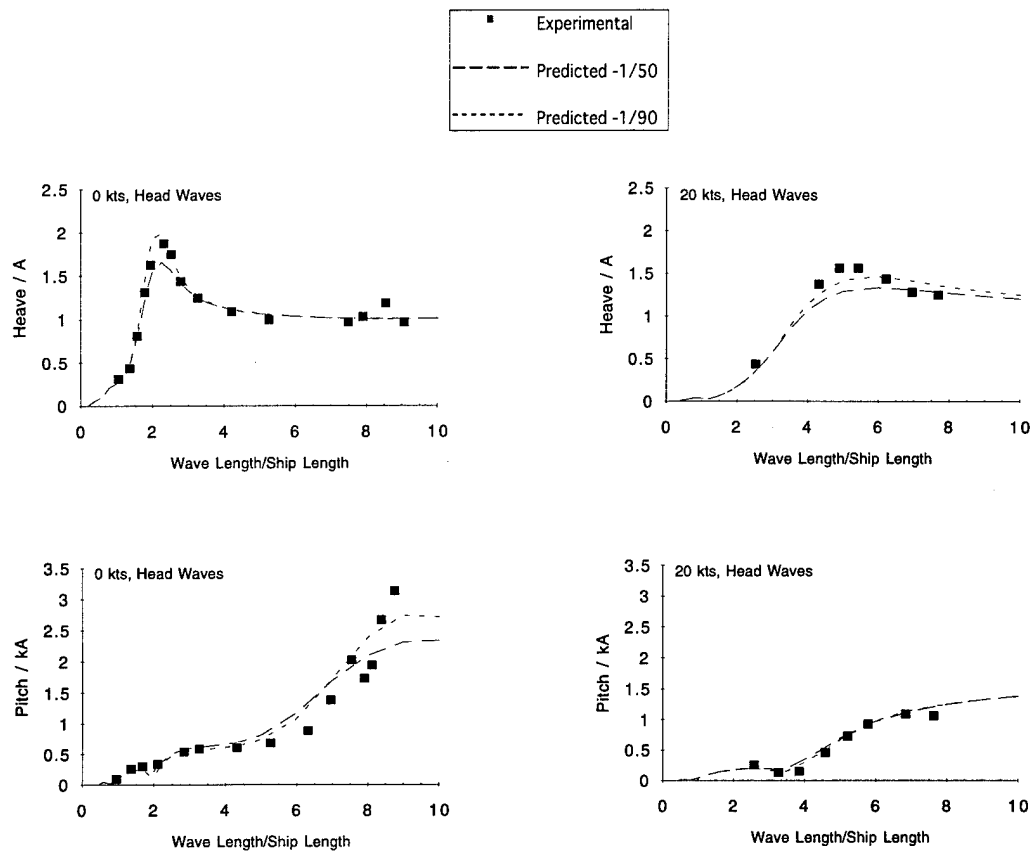 Experimental
Predicted -1/50
Predicted -1/90
0 kts, Head Waves
Heave / A
2.5
2
1.5
1
0.5
0
0 2 4 6 8 10
Wave Length/Ship Length
20 kts, Head Waves
Heave / A
2.5
2
1.5
1
0.5
0
0 2 4 6 8 10
Wave Length/Ship Length
0 kts, Head Waves
Pitch / kA
3.5
3
2.5
2
1.5
1
0.5
0
0 2 4 6 8 10
Wave Length/Ship Length
20 kts, Head Waves
Pitch / kA
3.5
3
2.5
2
1.5
1
0.5
0
0 2 4 6 8 10
Wave Length/Ship Length